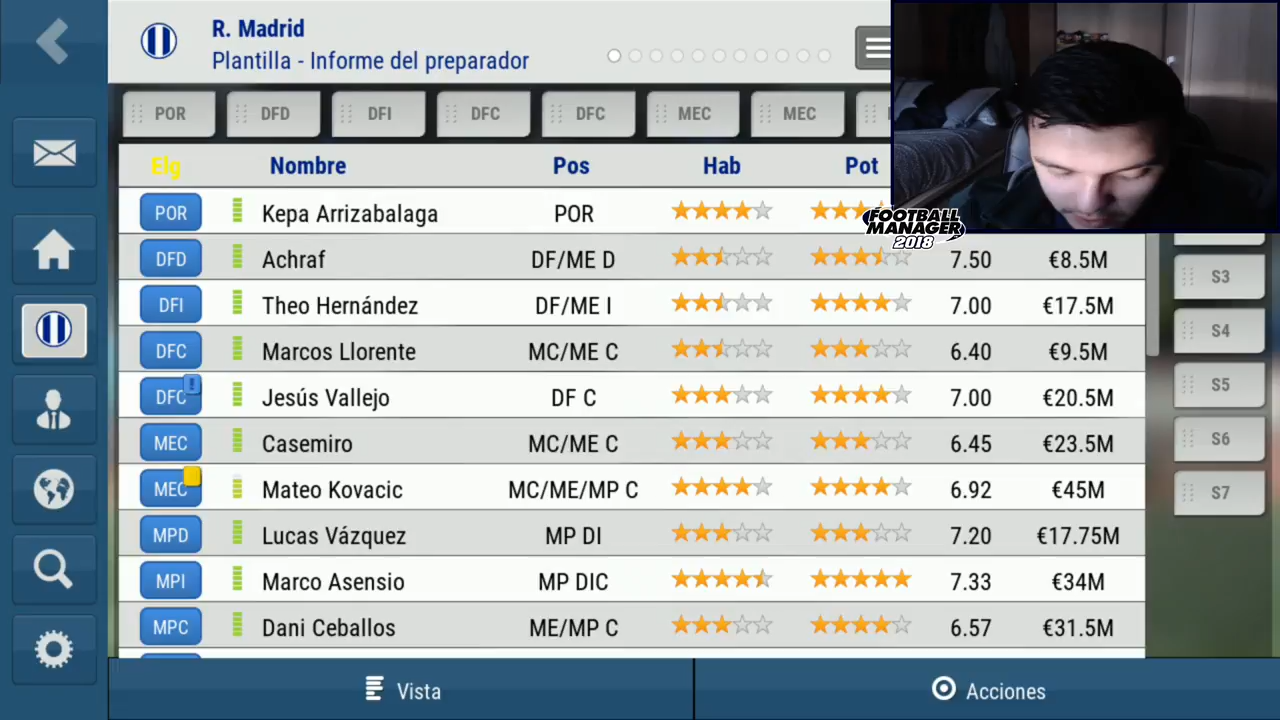 R. Madrid
Plantilla - Informe del preparador
POR DFD DFI DFC DFC MEC MEC
Elg Nombre Pos Hab Pot
POR Kepa Arrizabalaga POR
FOOTBALL
MANAGER
2018
DFD Achraf DF/ME D 7.50 €8.5M
S3
DFI Theo Hernández DF/ME I 7.00 €17.5M
S4
DFC Marcos Llorente MC/ME C 6.40 €9.5M
S5
DFC ! Jesús Vallejo DF C 7.00 €20.5M
MEC Casemiro MC/ME C 6.45 €23.5M
S6
MEC Mateo Kovacic MC/ME/MP C 6.92 €45M
S7
MPD Lucas Vázquez MP DI 7.20 €17.75M
MPI Marco Asensio MP DIC 7.33 €34M
MPC Dani Ceballos ME/MP C 6.57 €31.5M
Vista Acciones